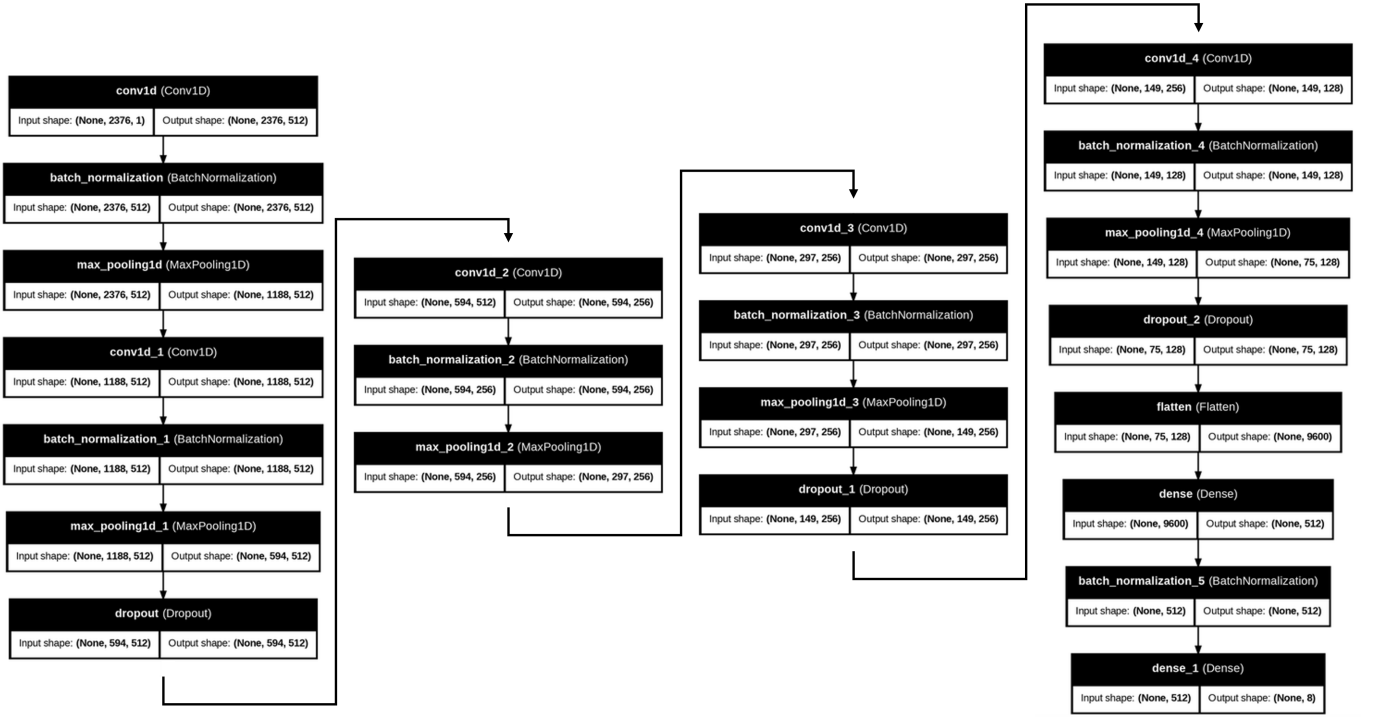 conv1d (Conv1D)
Input shape: (None, 2376, 1) Output shape: (None, 2376, 512)
batch_normalization (BatchNormalization)
Input shape: (None, 2376, 512) Output shape: (None, 2376, 512)
max_pooling1d (MaxPooling1D)
Input shape: (None, 2376, 512) Output shape: (None, 1188, 512)
conv1d_1 (Conv1D)
Input shape: (None, 1188, 512) Output shape: (None, 1188, 512)
batch_normalization_1 (BatchNormalization)
Input shape: (None, 1188, 512) Output shape: (None, 1188, 512)
max_pooling1d_1 (MaxPooling1D)
Input shape: (None, 1188, 512) Output shape: (None, 594, 512)
dropout (Dropout)
Input shape: (None, 594, 512) Output shape: (None, 594, 512)
conv1d_2 (Conv1D)
Input shape: (None, 594, 512) Output shape: (None, 594, 256)
batch_normalization_2 (BatchNormalization)
Input shape: (None, 594, 256) Output shape: (None, 594, 256)
max_pooling1d_2 (MaxPooling1D)
Input shape: (None, 594, 256) Output shape: (None, 297, 256)
conv1d_3 (Conv1D)
Input shape: (None, 297, 256) Output shape: (None, 297, 256)
batch_normalization_3 (BatchNormalization)
Input shape: (None, 297, 256) Output shape: (None, 297, 256)
max_pooling1d_3 (MaxPooling1D)
Input shape: (None, 297, 256) Output shape: (None, 149, 256)
dropout_1 (Dropout)
Input shape: (None, 149, 256) Output shape: (None, 149, 256)
conv1d_4 (Conv1D)
Input shape: (None, 149, 256) Output shape: (None, 149, 128)
batch_normalization_4 (BatchNormalization)
Input shape: (None, 149, 128) Output shape: (None, 149, 128)
max_pooling1d_4 (MaxPooling1D)
Input shape: (None, 149, 128) Output shape: (None, 75, 128)
dropout_2 (Dropout)
Input shape: (None, 75, 128) Output shape: (None, 75, 128)
flatten (Flatten)
Input shape: (None, 75, 128) Output shape: (None, 9600)
dense (Dense)
Input shape: (None, 9600) Output shape: (None, 512)
batch_normalization_5 (BatchNormalization)
Input shape: (None, 512) Output shape: (None, 512)
dense_1 (Dense)
Input shape: (None, 512) Output shape: (None, 8)